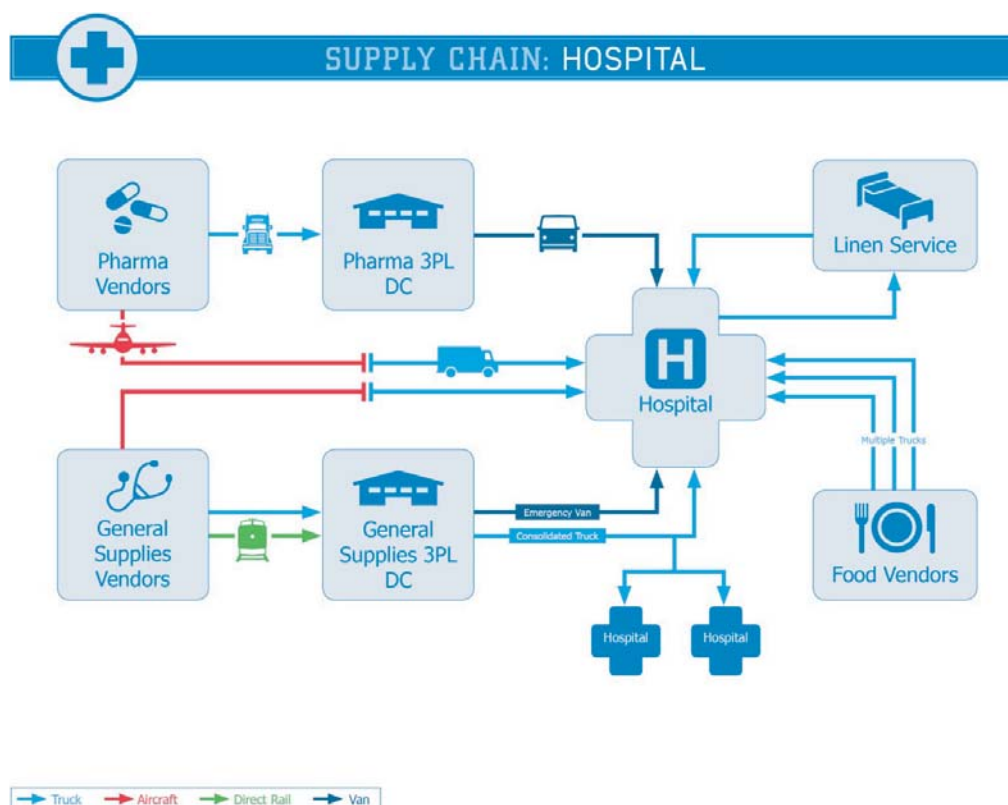 SUPPLY CHAIN: HOSPITAL
Pharma
Vendors
Pharma 3PL
DC
Linen Service
H
Hospital
Multiple Trucks
General
Supplies
Vendors
General
Supplies 3PL
DC
Emergency Van
Consolidated Truck
Food Vendors
Hospital
Hospital
Truck
Aircraft
Direct Rail
Van